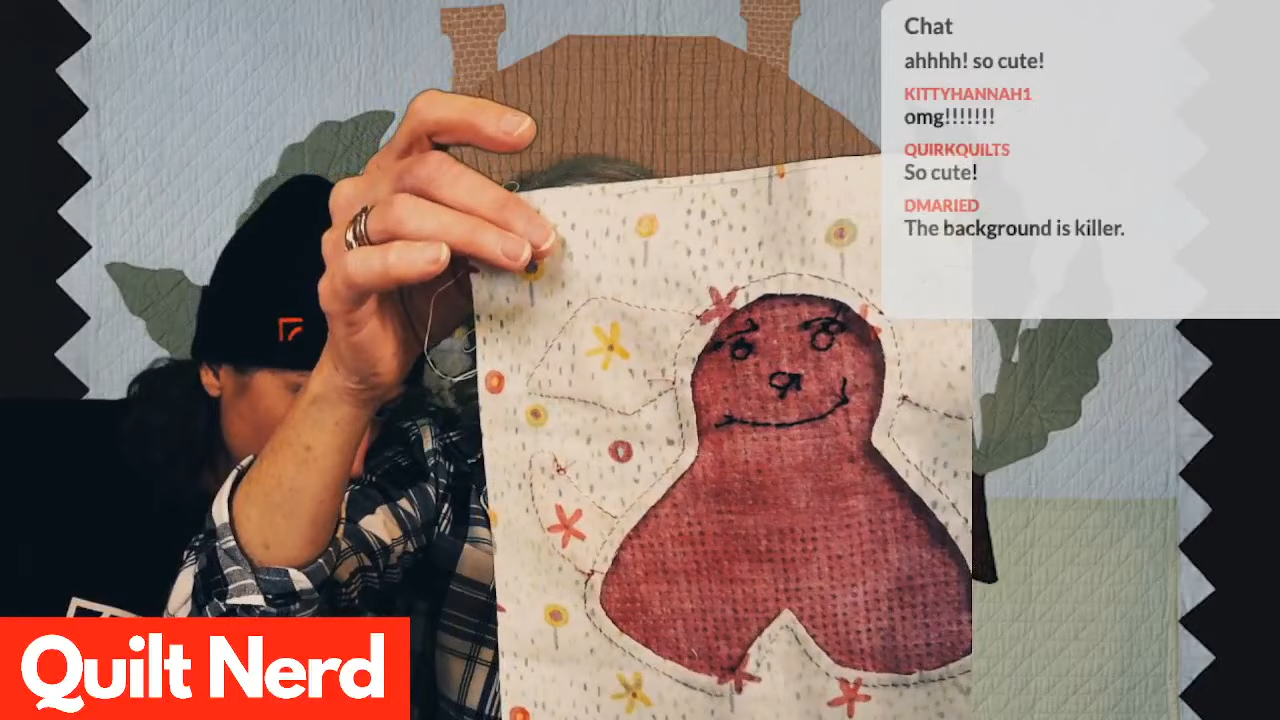 Chat
ahhhh! so cute!
KITTYHANNAH1
omg!!!!!!!
QUIRKQUILTS
So cute!
DMARIED
The background is killer.
Quilt Nerd